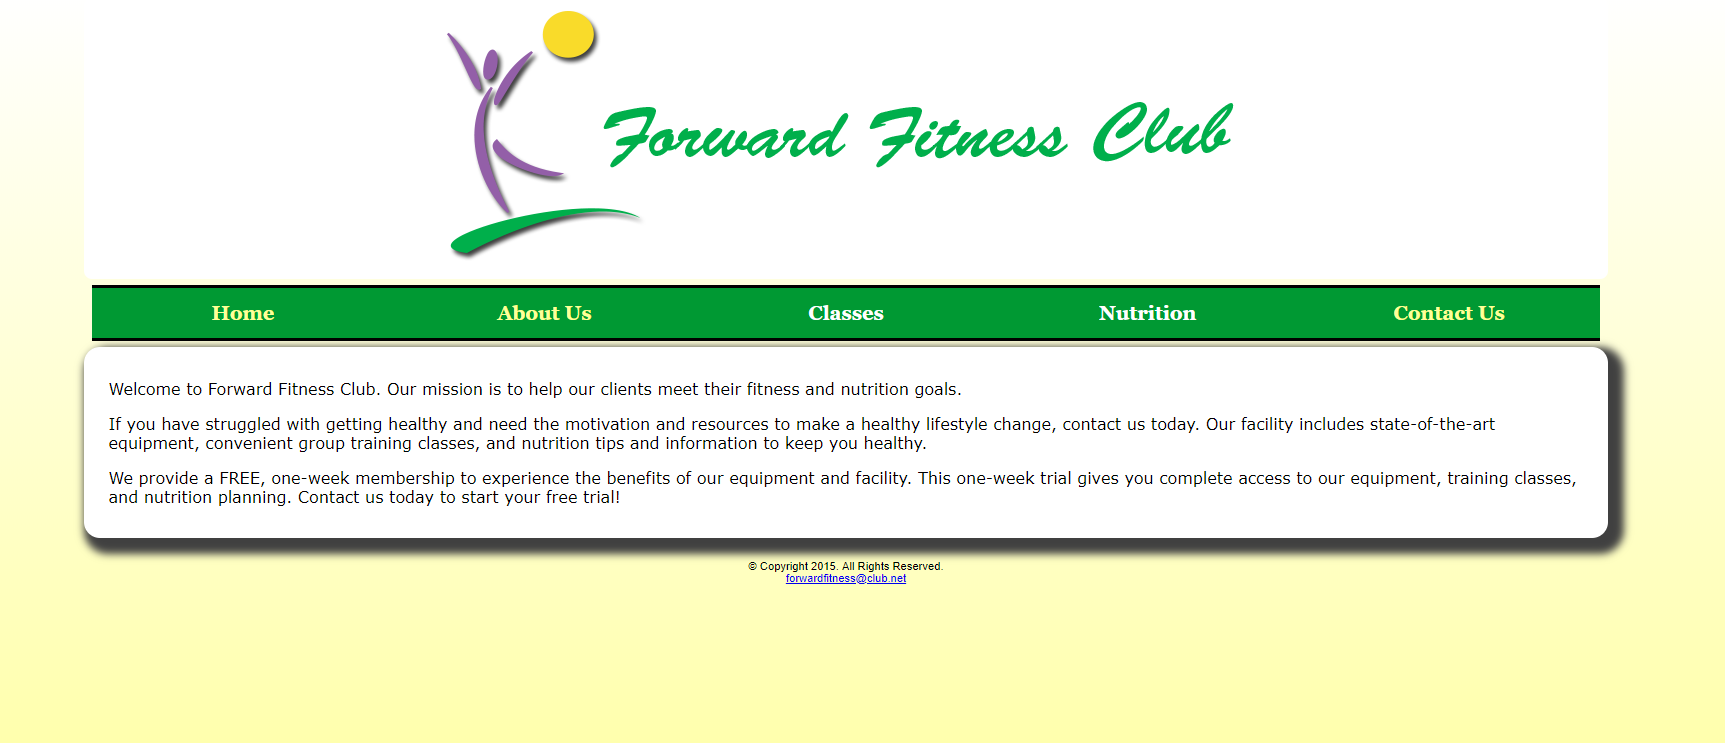 Forward Fitness Club
Home About Us Classes Nutrition Contact Us
Welcome to Forward Fitness Club. Our mission is to help our clients meet their fitness and nutrition goals.
If you have struggled with getting healthy and need the motivation and resources to make a healthy lifestyle change, contact us today. Our facility includes state-of-the-art
equipment, convenient group training classes, and nutrition tips and information to keep you healthy.
We provide a FREE, one-week membership to experience the benefits of our equipment and facility. This one-week trial gives you complete access to our equipment, training classes,
and nutrition planning. Contact us today to start your free trial!
© Copyright 2015. All Rights Reserved.
forwardfitness@club.net